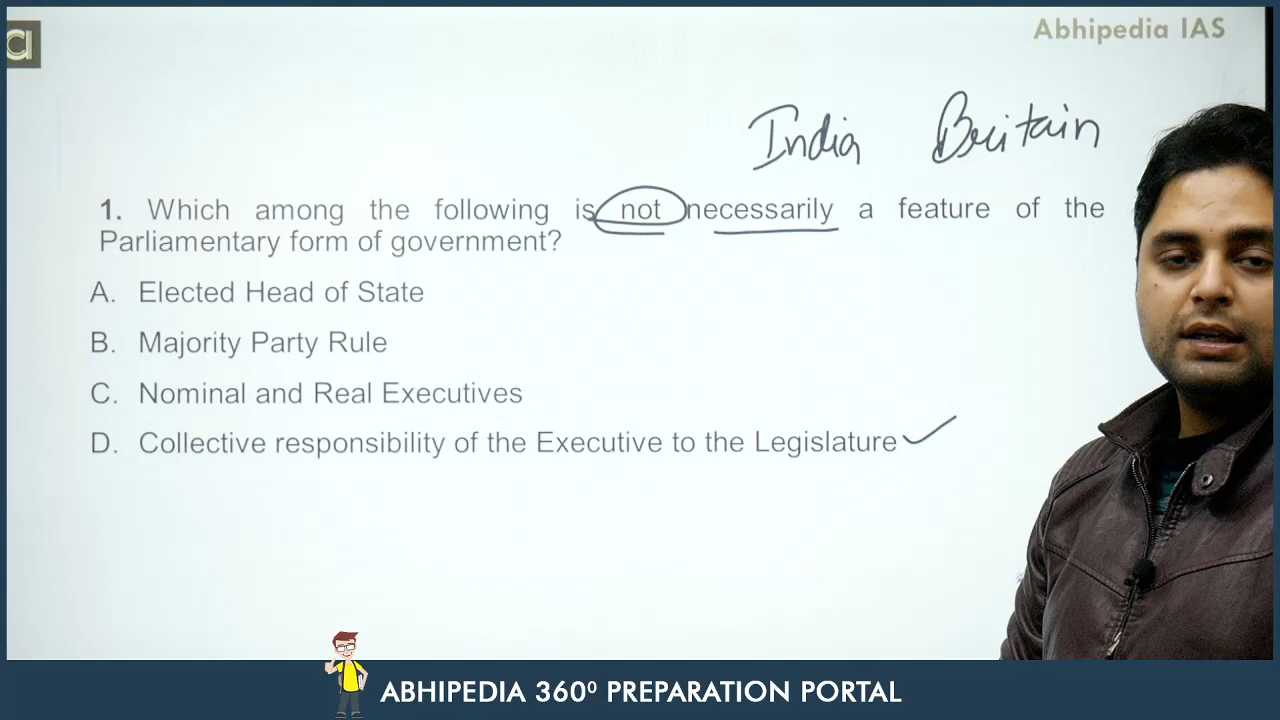 a
Abhipedia IAS
India Britain
1. Which among the following is not necessarily a feature of the
Parliamentary form of government?
A. Elected Head of State
B. Majority Party Rule
C. Nominal and Real Executives
D. Collective responsibility of the Executive to the Legislature
ABHIPEDIA 360⁰ PREPARATION PORTAL